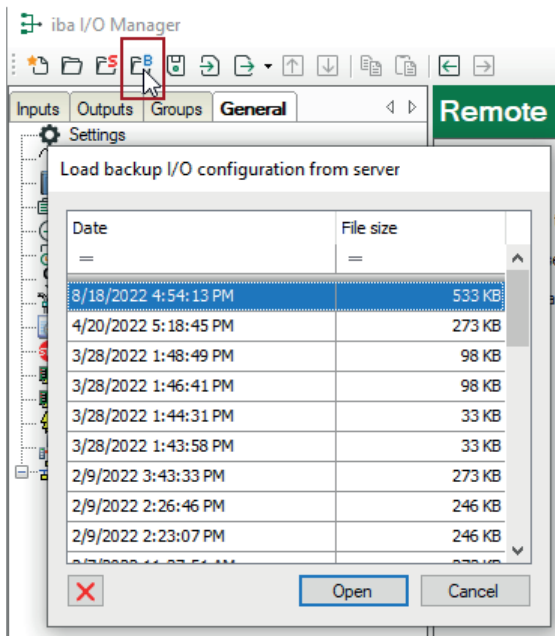 iba I/O Manager
Inputs Outputs Groups General
Remote
Settings
Load backup I/O configuration from server
Date File size
= =
8/18/2022 4:54:13 PM 533 KB
4/20/2022 5:18:45 PM 273 KB
3/28/2022 1:48:49 PM 98 KB
3/28/2022 1:46:41 PM 98 KB
3/28/2022 1:44:31 PM 33 KB
3/28/2022 1:43:58 PM 33 KB
2/9/2022 3:43:33 PM 273 KB
2/9/2022 2:26:46 PM 246 KB
2/9/2022 2:23:07 PM 246 KB
Open Cancel